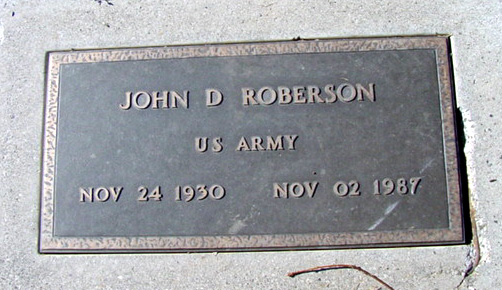 JOHN D ROBERSON
US ARMY
NOV 24 1930 NOV 02 1987